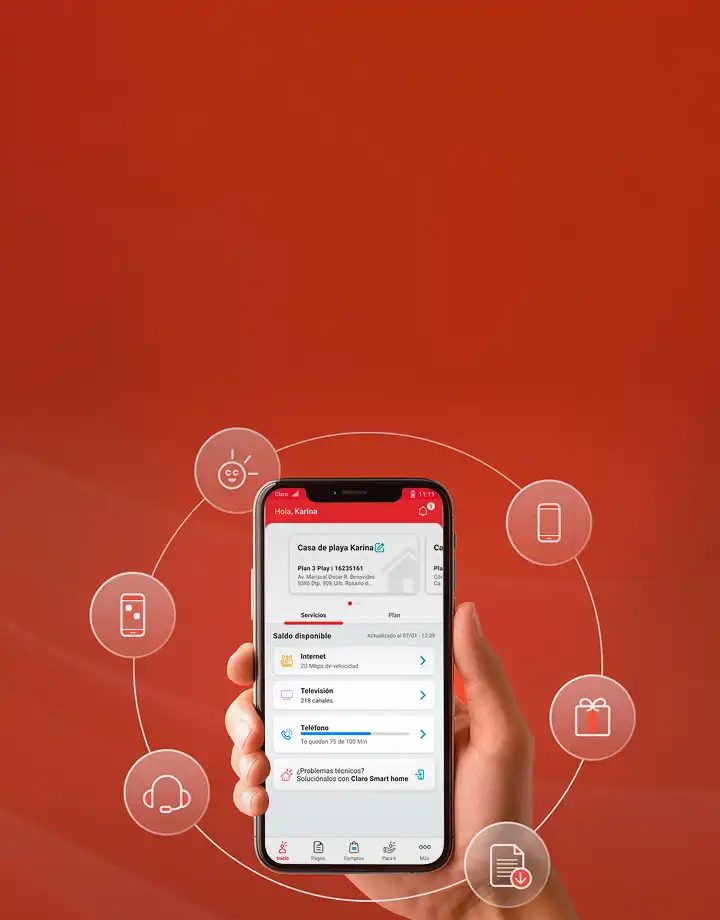 CC
Claro 11:11
Hola, Karina
Casa de playa Karina
Ca
Plan 3 Play | 16235161
Pla
Av. Mariscal Oscar R. Benavides
9386 Dtp. 909, Urb. Rosario d...
Ca.
Servicios Plan
Saldo disponible Actualizado al 07/01 - 13:39
Internet
20 Mbps de velocidad
Televisión
218 canales
Teléfono
Te quedan 75 de 100 Min
¿Problemas técnicos?
Soluciónalos con Claro Smart home
Inicio Pagos Compras Para ti Más